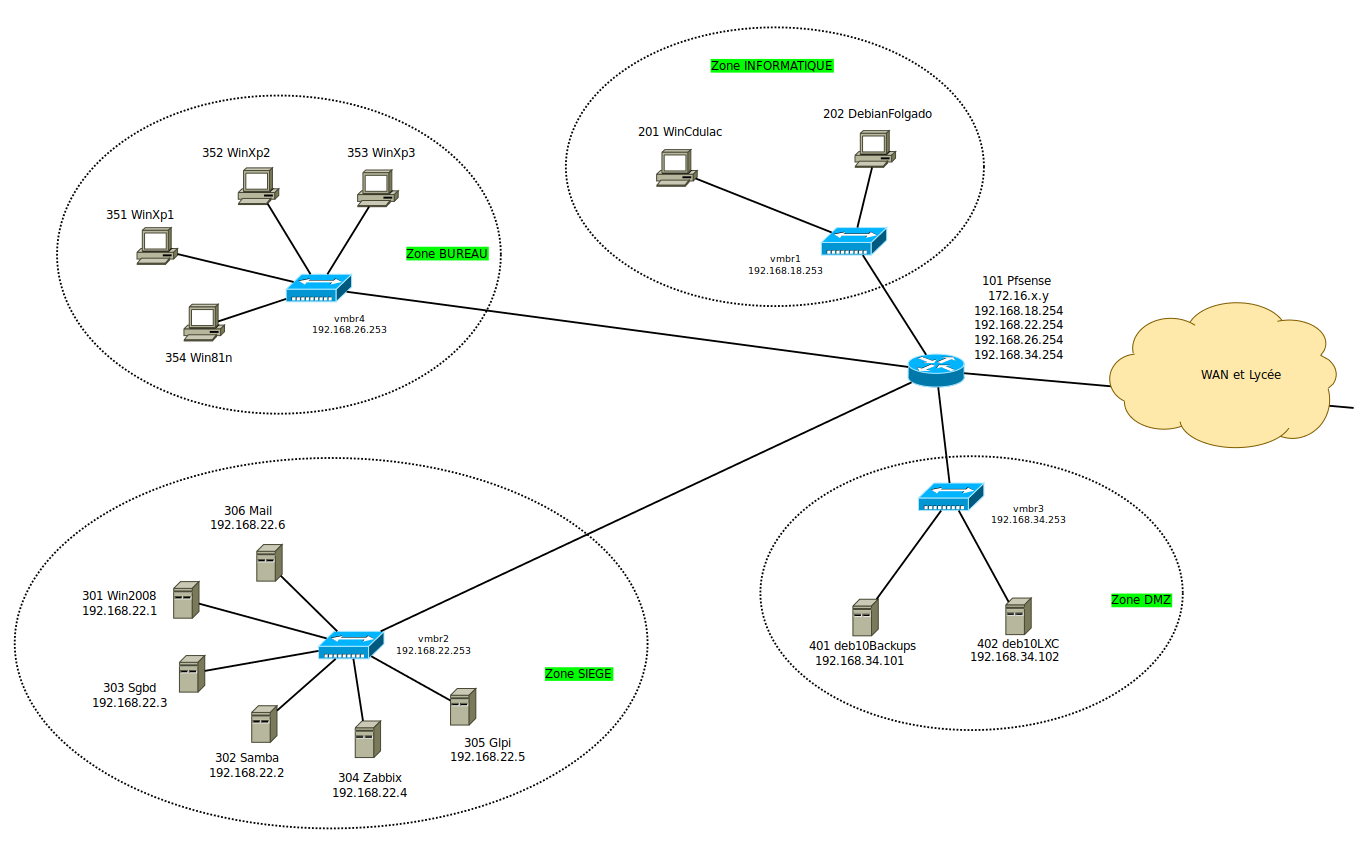 Zone INFORMATIQUE
202 DebianFolgado
201 WinCdulac
vmbr1
192.168.18.253
352 WinXp2
353 WinXp3
351 WinXp1
Zone BUREAU
vmbr4
192.168.26.253
354 Win81n
101 Pfsense
172.16.x.y
192.168.18.254
192.168.22.254
192.168.26.254
192.168.34.254
WAN et Lycée
306 Mail
192.168.22.6
301 Win2008
192.168.22.1
vmbr2
192.168.22.253
Zone SIEGE
303 Sgbd
192.168.22.3
302 Samba
192.168.22.2
304 Zabbix
192.168.22.4
305 Glpi
192.168.22.5
vmbr3
192.168.34.253
Zone DMZ
401 deb10Backups
192.168.34.101
402 deb10LXC
192.168.34.102